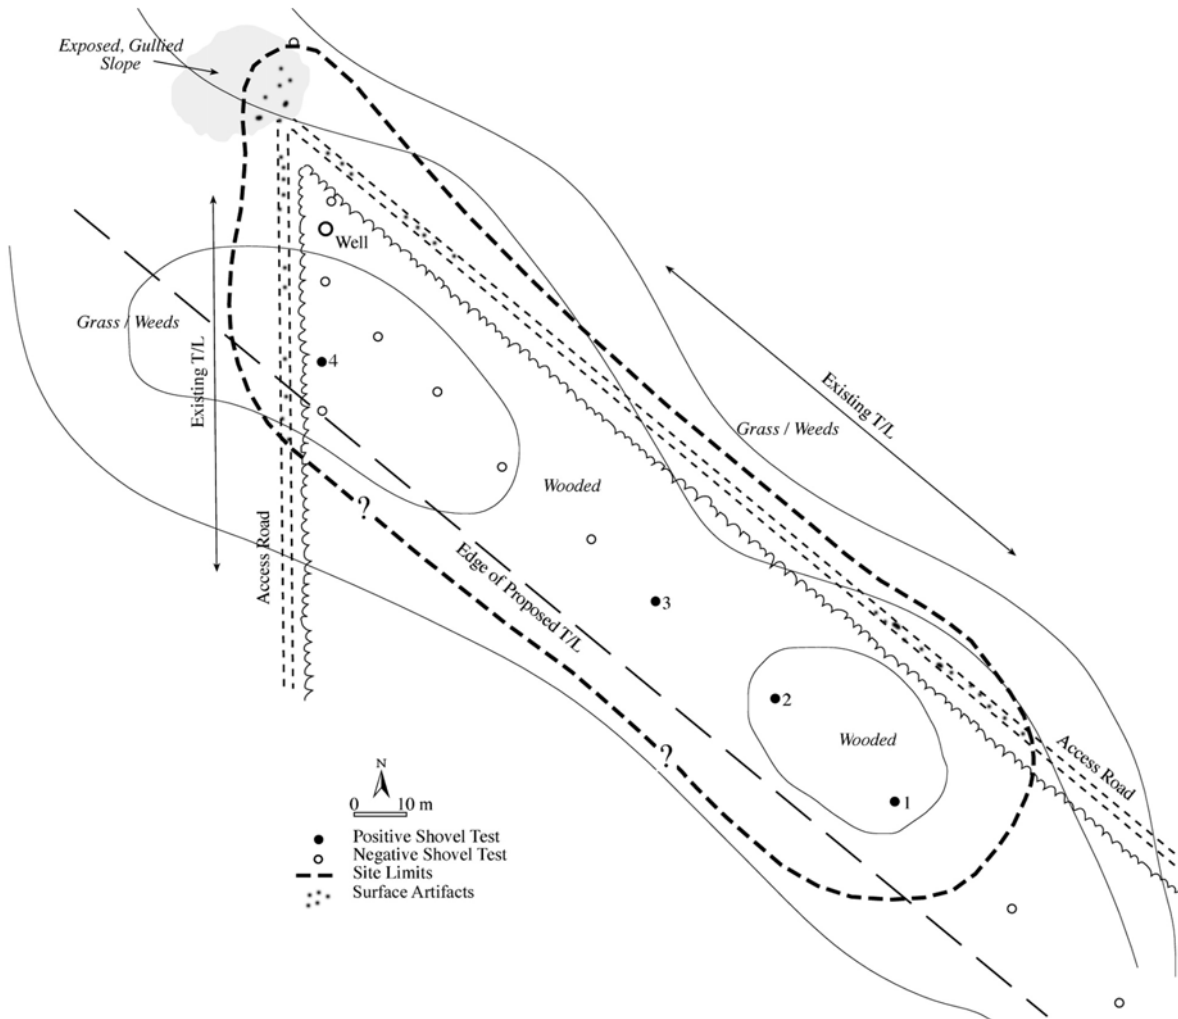 Exposed, Gullied
Slope
Well
Grass / Weeds
Existing T/L
4
Existing T/L
Grass / Weeds
Wooded
?
Access Road
Edge of Proposed T/L
3
2
Wooded
?
Access Road
1
N
0 10 m
Positive Shovel Test
Negative Shovel Test
Site Limits
Surface Artifacts